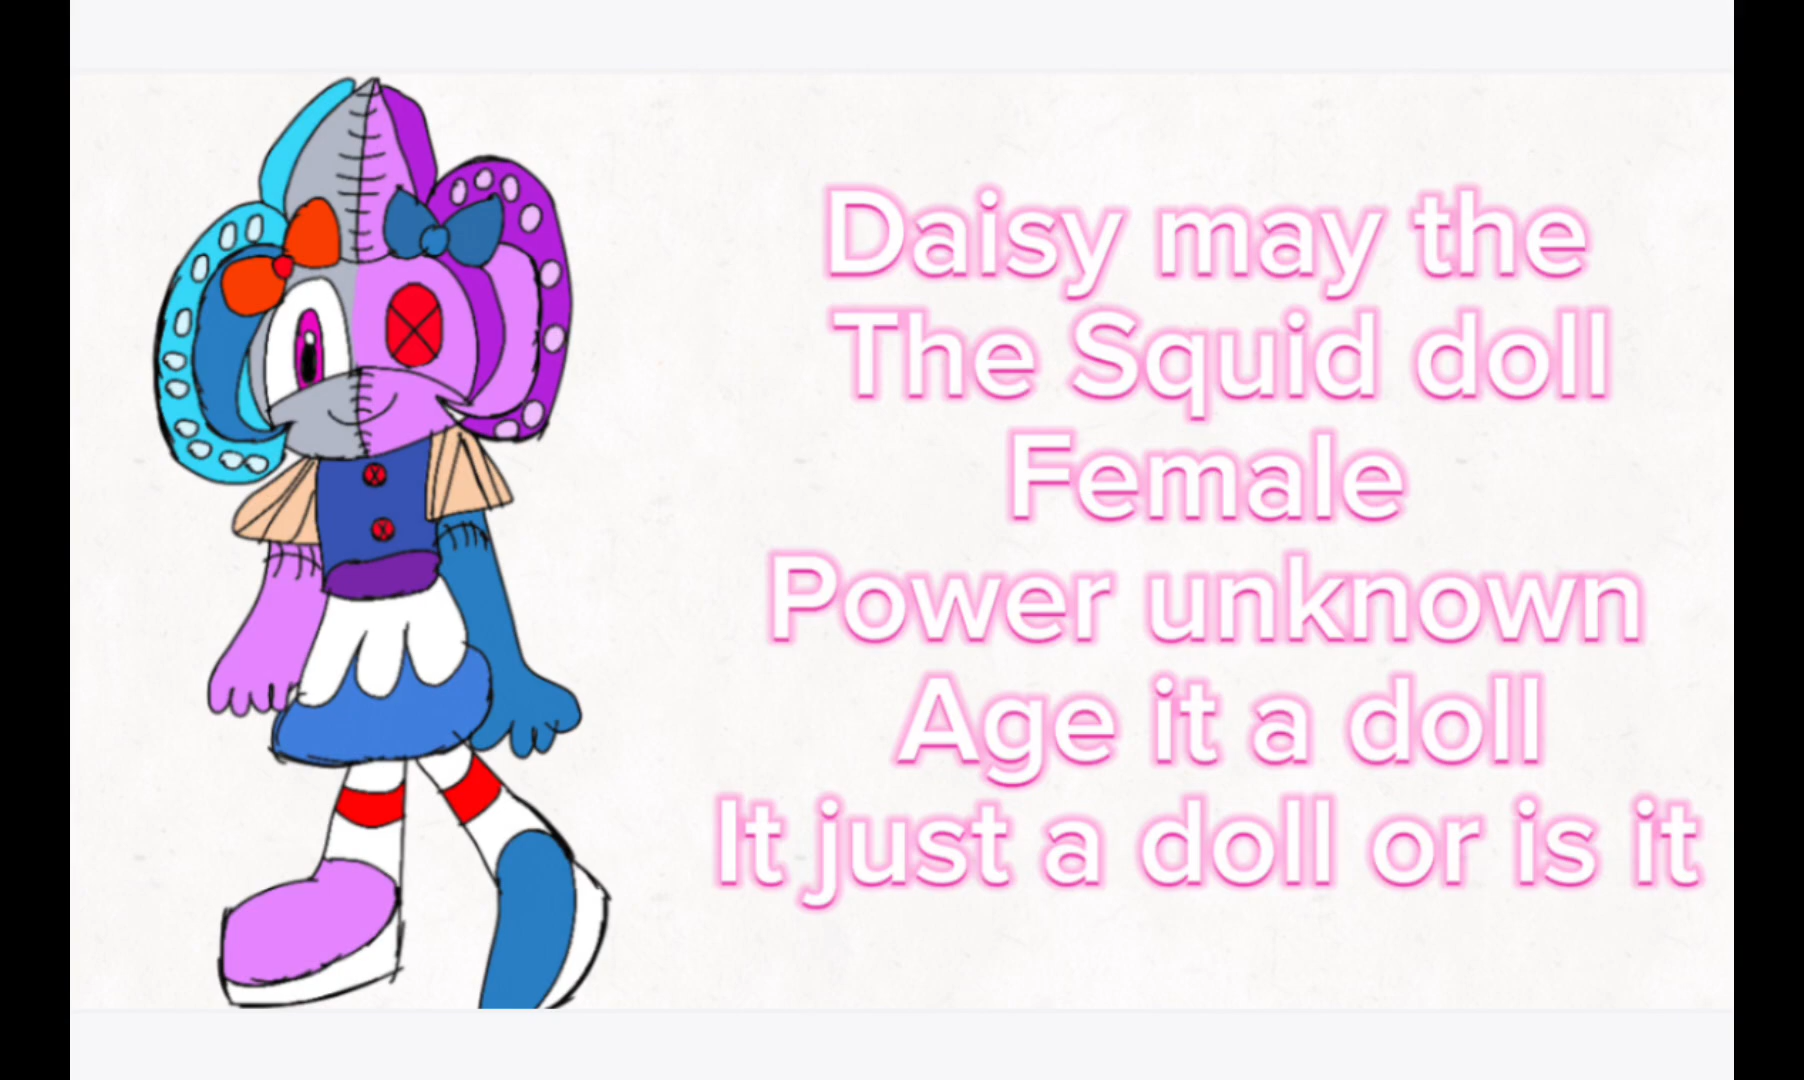 Daisy may the
The Squid doll
Female
Power unknown
Age it a doll
It just a doll or is it